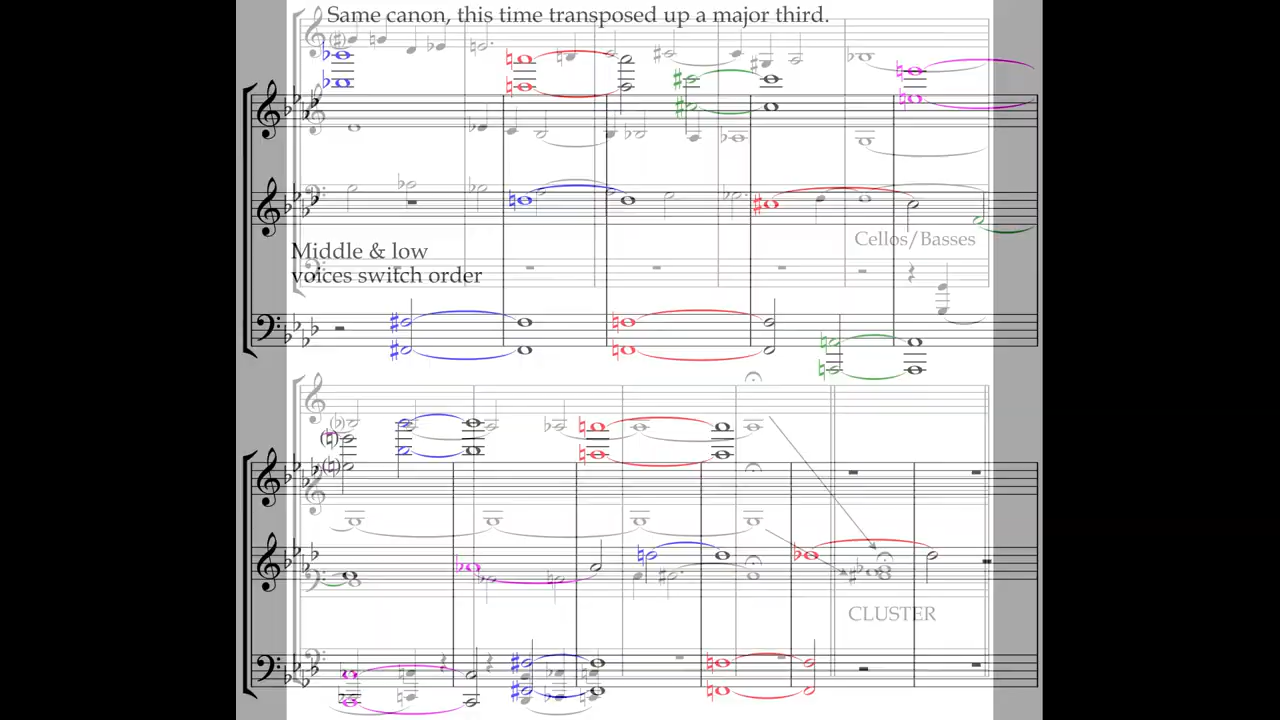 Same canon, this time transposed up a major third.
Cellos/Basses
Middle & low
voices switch order
CLUSTER